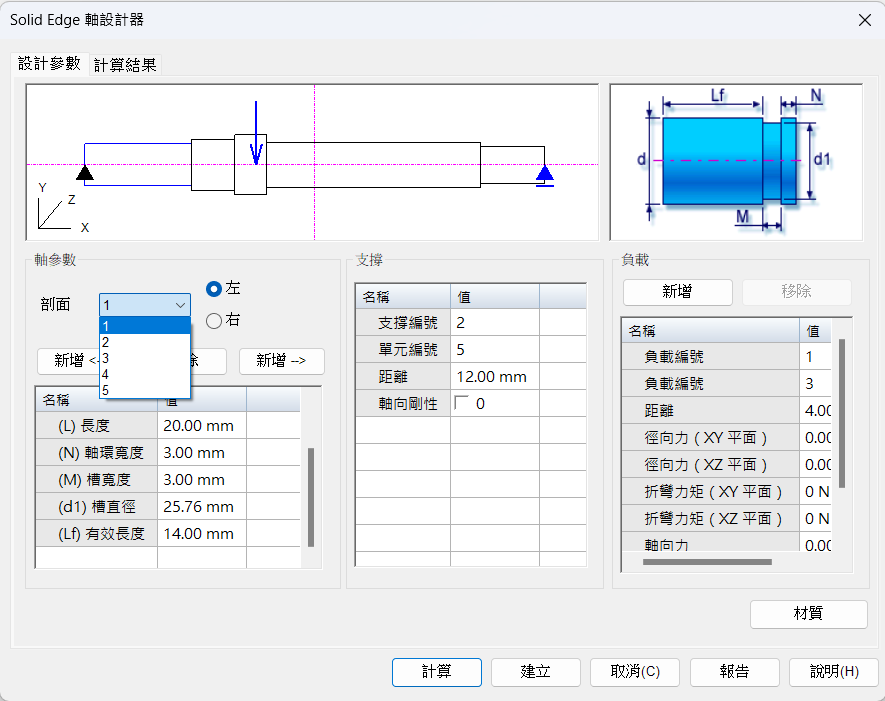 Solid Edge 軸設計器
設計參數 計算結果
Y
Z
X
Lf N
d d1
M
軸參數
剖面 1
左
右
1
2
3
4
5
新增 <- 除 新增 -->
名稱 值
(L) 長度 20.00 mm
(N) 軸環寬度 3.00 mm
(M) 槽寬度 3.00 mm
(d1) 槽直徑 25.76 mm
(Lf) 有效長度 14.00 mm
支撐
名稱 值
支撐編號 2
單元編號 5
距離 12.00 mm
軸向剛性 0
負載
新增 移除
名稱 值
負載編號 1
負載編號 3
距離 4.00
徑向力 ( XY 平面 ) 0.00
徑向力 ( XZ 平面 ) 0.00
折彎力矩 ( XY 平面 ) 0 N
折彎力矩 ( XZ 平面 ) 0 N
軸向力 0.00
材質
計算 建立 取消(C) 報告 說明(H)